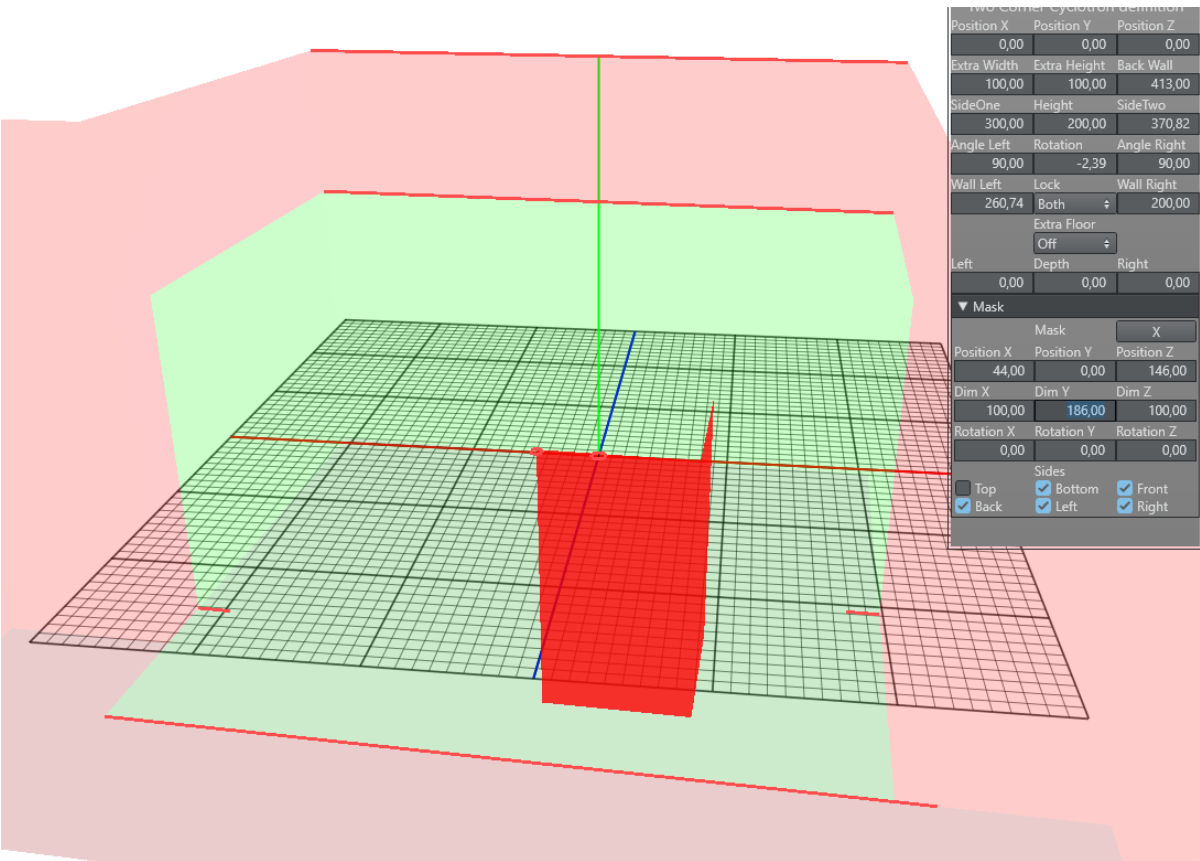 Two Corner Cyclotron definition
Position X Position Y Position Z
0,00 0,00 0,00
Extra Width Extra Height Back Wall
100,00 100,00 413,00
SideOne Height SideTwo
300,00 200,00 370,82
Angle Left Rotation Angle Right
90,00 -2,39 90,00
Wall Left Lock Wall Right
260,74 Both 200,00
Extra Floor
Off
Left Depth Right
0,00 0,00 0,00
Mask
Mask X
Position X Position Y Position Z
44,00 0,00 146,00
Dim X Dim Y Dim Z
100,00 186,00 100,00
Rotation X Rotation Y Rotation Z
0,00 0,00 0,00
Sides
Top Bottom Front
Back Left Right